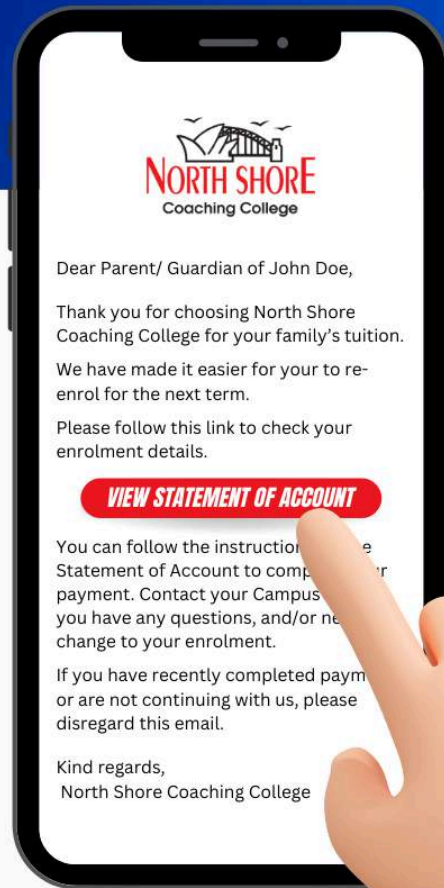 NORTH SHORE
Coaching College
Dear Parent/ Guardian of John Doe,
Thank you for choosing North Shore
Coaching College for your family's tuition.
We have made it easier for your to re-
enrol for the next term.
Please follow this link to check your
enrolment details.
VIEW STATEMENT OF ACCOUNT
You can follow the instruction
Statement of Account to comp
payment. Contact your Campus
you have any questions, and/or
change to your enrolment.
If you have recently completed
or are not continuing with us, please
disregard this email.
Kind regards,
North Shore Coaching College